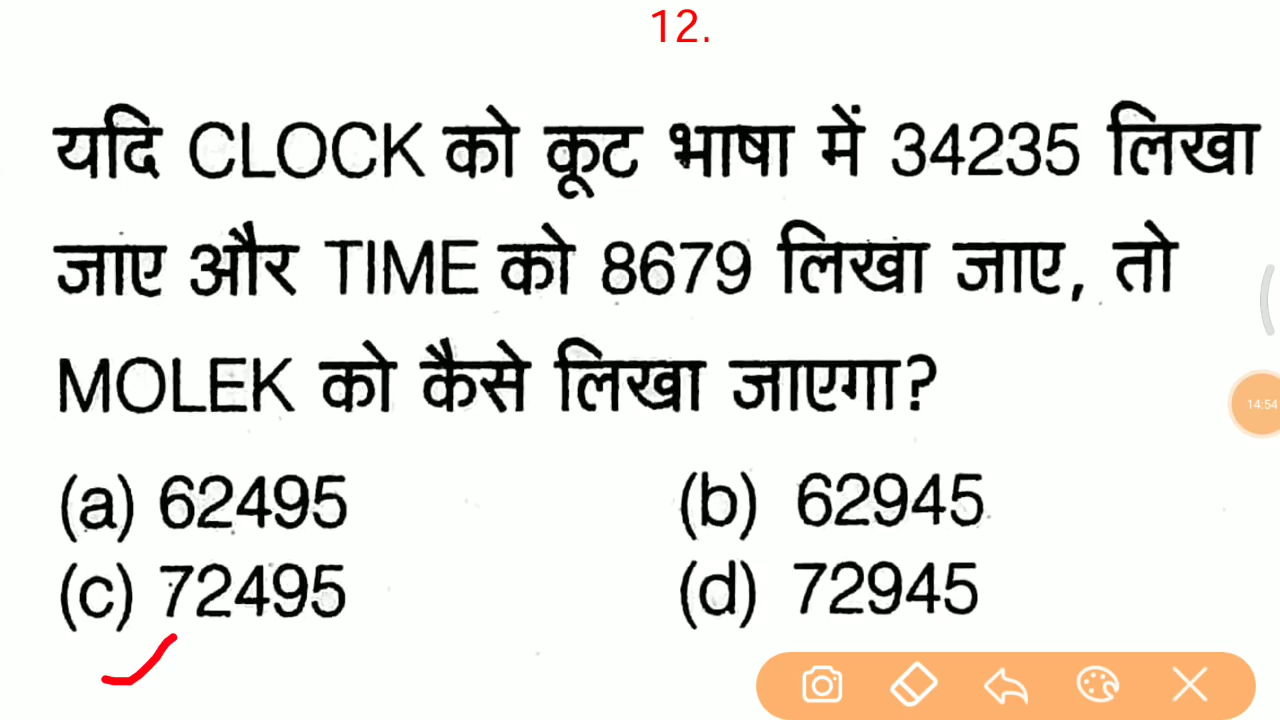 12.
यदि CLOCK को कूट भाषा में 34235 लिखा
जाए और TIME को 8679 लिखा जाए, तो
MOLEK को कैसे लिखा जाएगा?
(a) 62495 (b) 62945
(c) 72495 (d) 72945
14:54